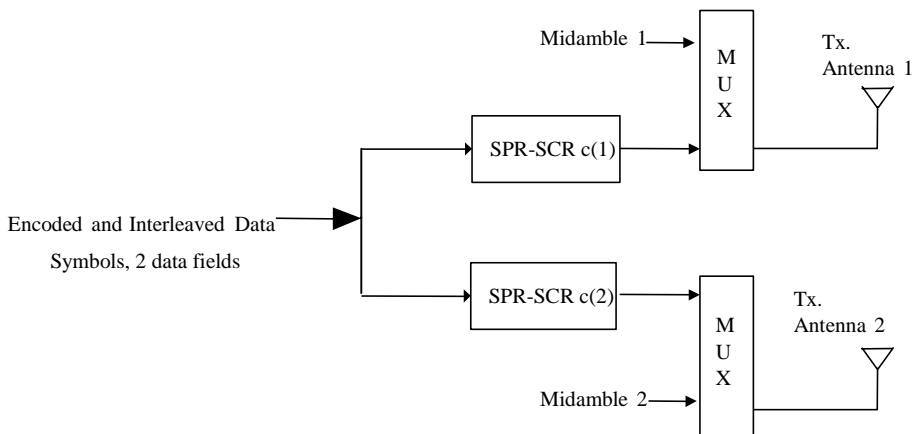 Midamble 1
M
U
X
Tx.
Antenna 1
SPR-SCR c(1)
Encoded and Interleaved Data
Symbols, 2 data fields
SPR-SCR c(2)
M
U
X
Tx.
Antenna 2
Midamble 2